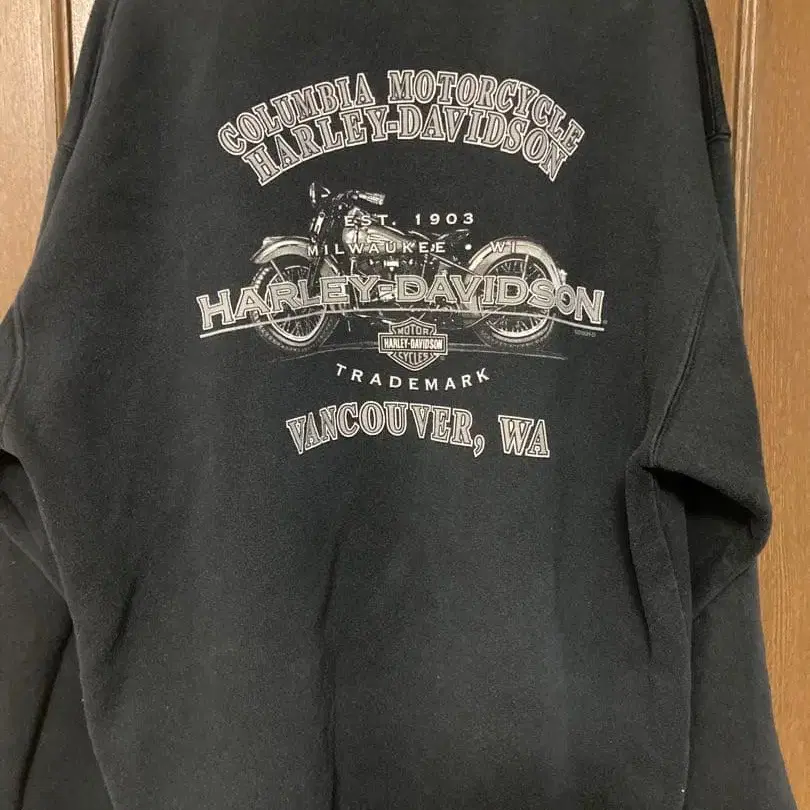 COLUMBIA MOTORCYCLE
HARLEY-DAVIDSON
EST. 1903
MILWAUKEE • WI
HARLEY-DAVIDSON
MOTOR
HARLEY-DAVIDSON
CYCLES
TRADEMARK
VANCOUVER, WA